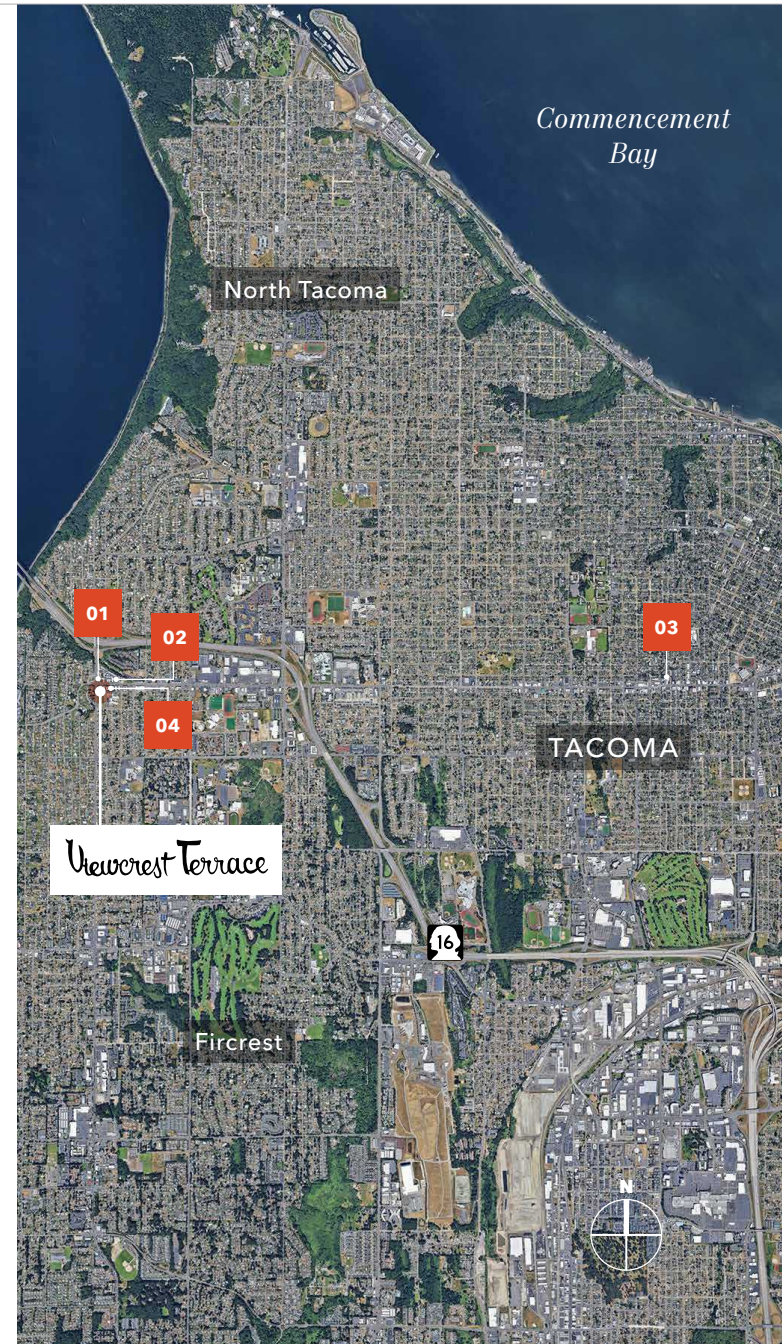 Commencement
Bay
North Tacoma
01
02
03
04
TACOMA
Viewcrest Terrace
16
Fircrest
N